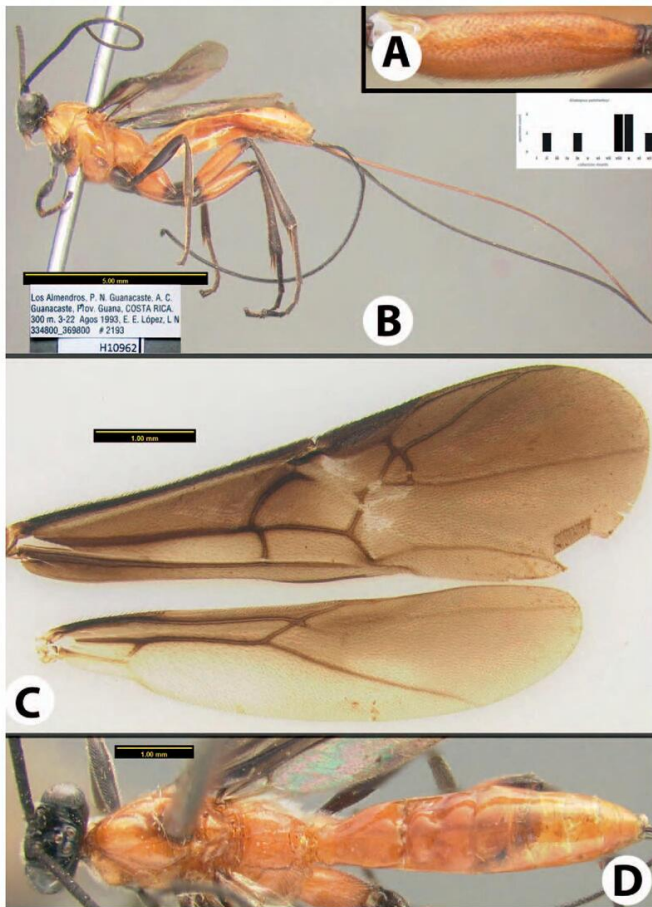 A
5.00 mm
Los Almendros, P. N. Guanacaste, A. C.
Guanacaste, Prov. Guana, COSTA RICA.
300 m. 3-22 Agos 1993, E. E. López, L N
334800_369800 # 2193
H10962
B
1.00 mm
C
1.00 mm
D